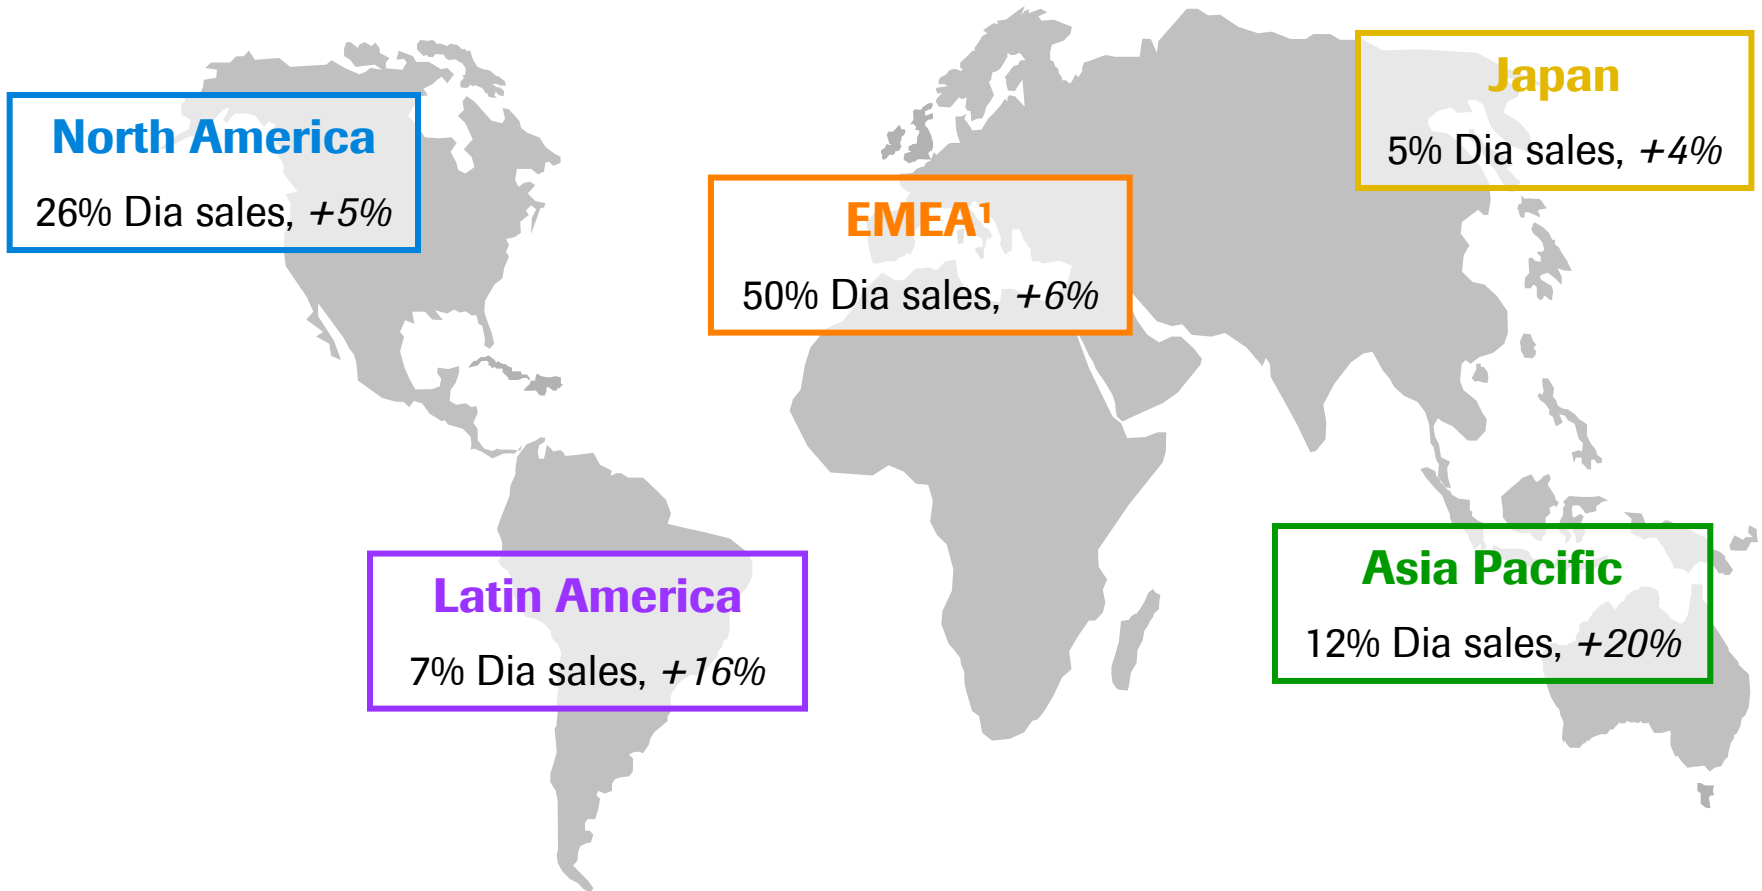 North America
26% Dia sales, +5%
EMEA¹
50% Dia sales, +6%
Japan
5% Dia sales, +4%
Latin America
7% Dia sales, +16%
Asia Pacific
12% Dia sales, +20%